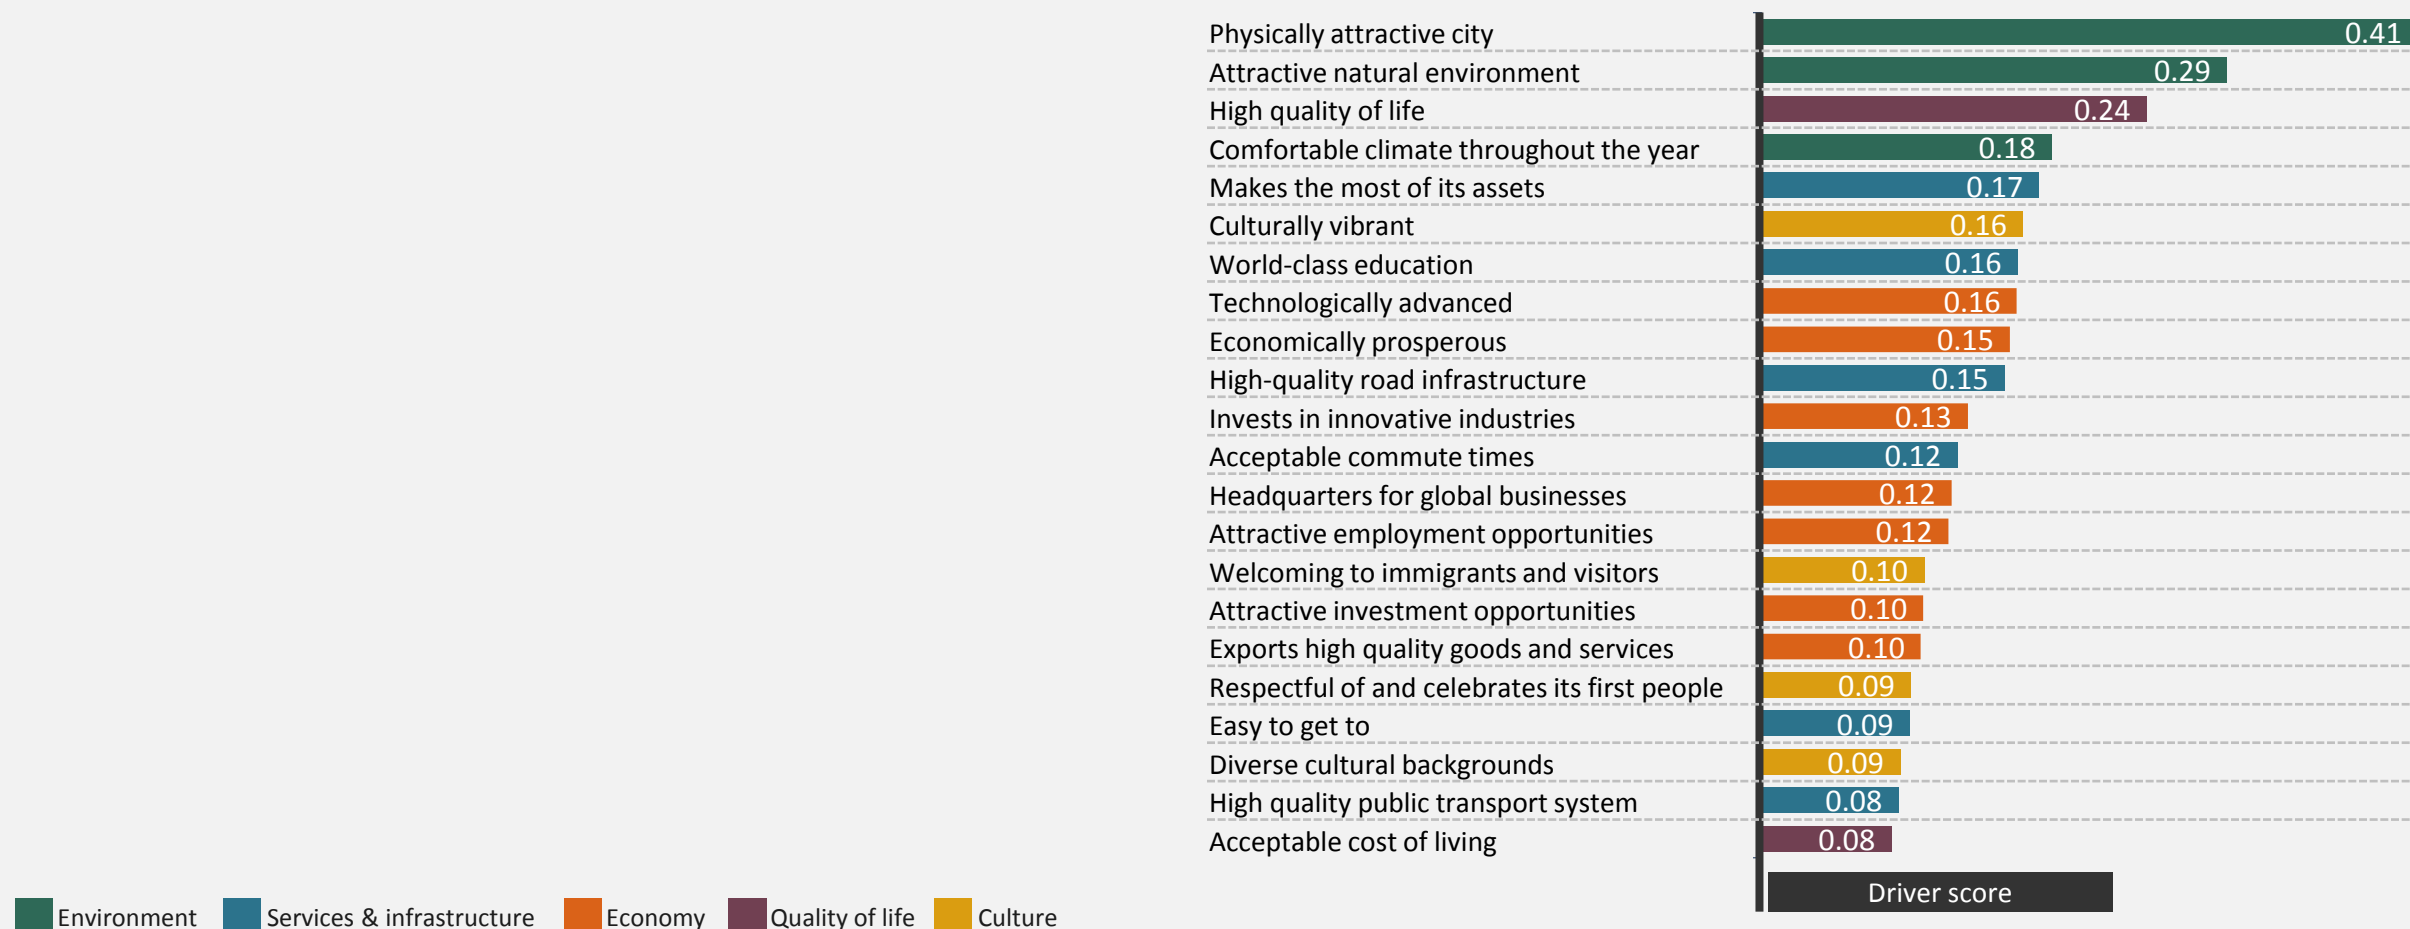 Physically attractive city 0.41
Attractive natural environment 0.29
High quality of life 0.24
Comfortable climate throughout the year 0.18
Makes the most of its assets 0.17
Culturally vibrant 0.16
World-class education 0.16
Technologically advanced 0.16
Economically prosperous 0.15
High-quality road infrastructure 0.15
Invests in innovative industries 0.13
Acceptable commute times 0.12
Headquarters for global businesses 0.12
Attractive employment opportunities 0.12
Welcoming to immigrants and visitors 0.10
Attractive investment opportunities 0.10
Exports high quality goods and services 0.10
Respectful of and celebrates its first people 0.09
Easy to get to 0.09
Diverse cultural backgrounds 0.09
High quality public transport system 0.08
Acceptable cost of living 0.08
Driver score
Environment Services & infrastructure Economy Quality of life Culture